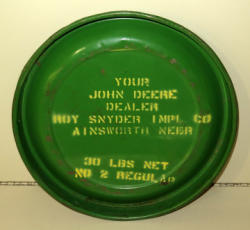 YOUR
JOHN DEERE
DEALER
ROY SNYDER IMPL CO
AINSWORTH NEBR
30 LBS NET
NO 2 REGULAR